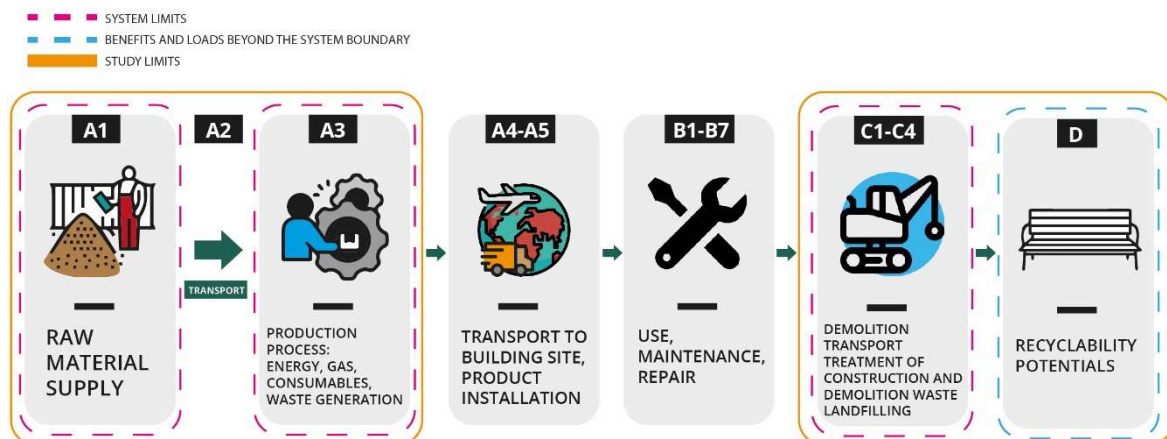 SYSTEM LIMITS
BENEFITS AND LOADS BEYOND THE SYSTEM BOUNDARY
STUDY LIMITS
A1
RAW
MATERIAL
SUPPLY
A2
TRANSPORT
A3
PRODUCTION
PROCESS:
ENERGY, GAS,
CONSUMABLES,
WASTE GENERATION
A4-A5
TRANSPORT TO
BUILDING SITE,
PRODUCT
INSTALLATION
B1-B7
USE,
MAINTENANCE,
REPAIR
C1-C4
DEMOLITION
TRANSPORT
TREATMENT OF
CONSTRUCTION AND
DEMOLITION WASTE
LANDFILLING
D
RECYCLABILITY
POTENTIALS